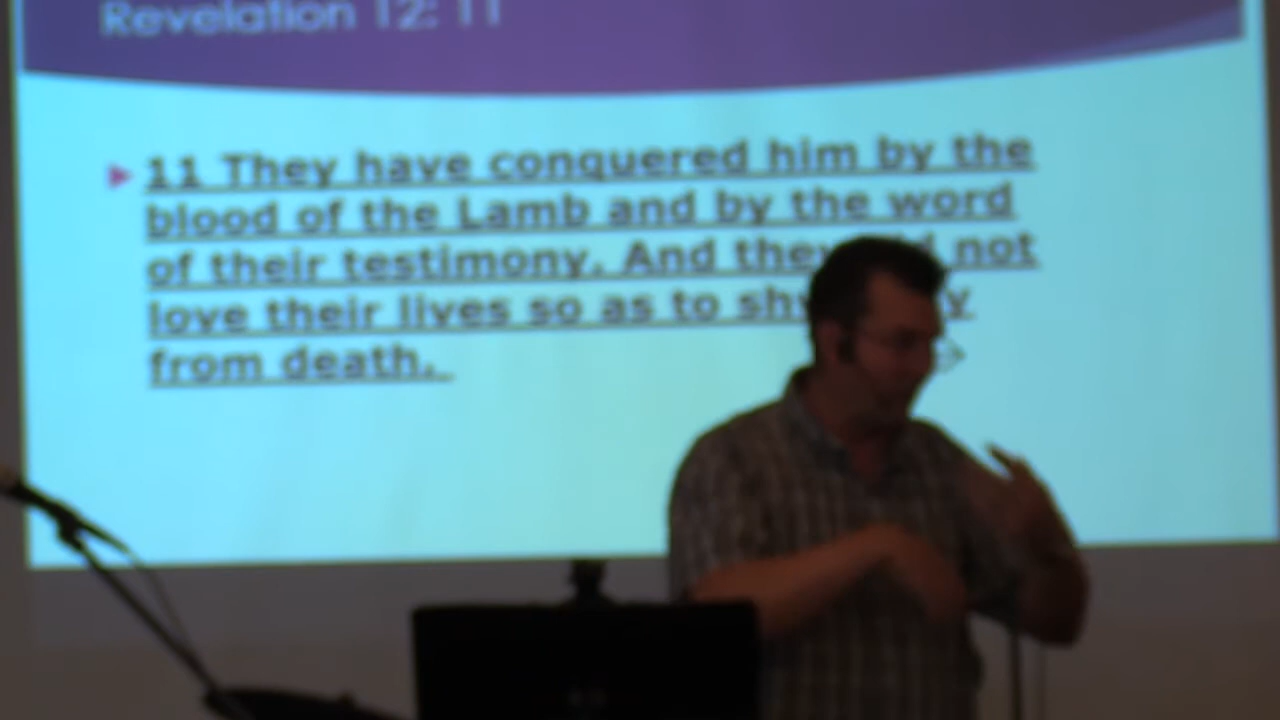 Revelation 12: 11
11 They have conquered him by the
blood of the Lamb and by the word
of their testimony. And they not
love their lives so as to
from death.